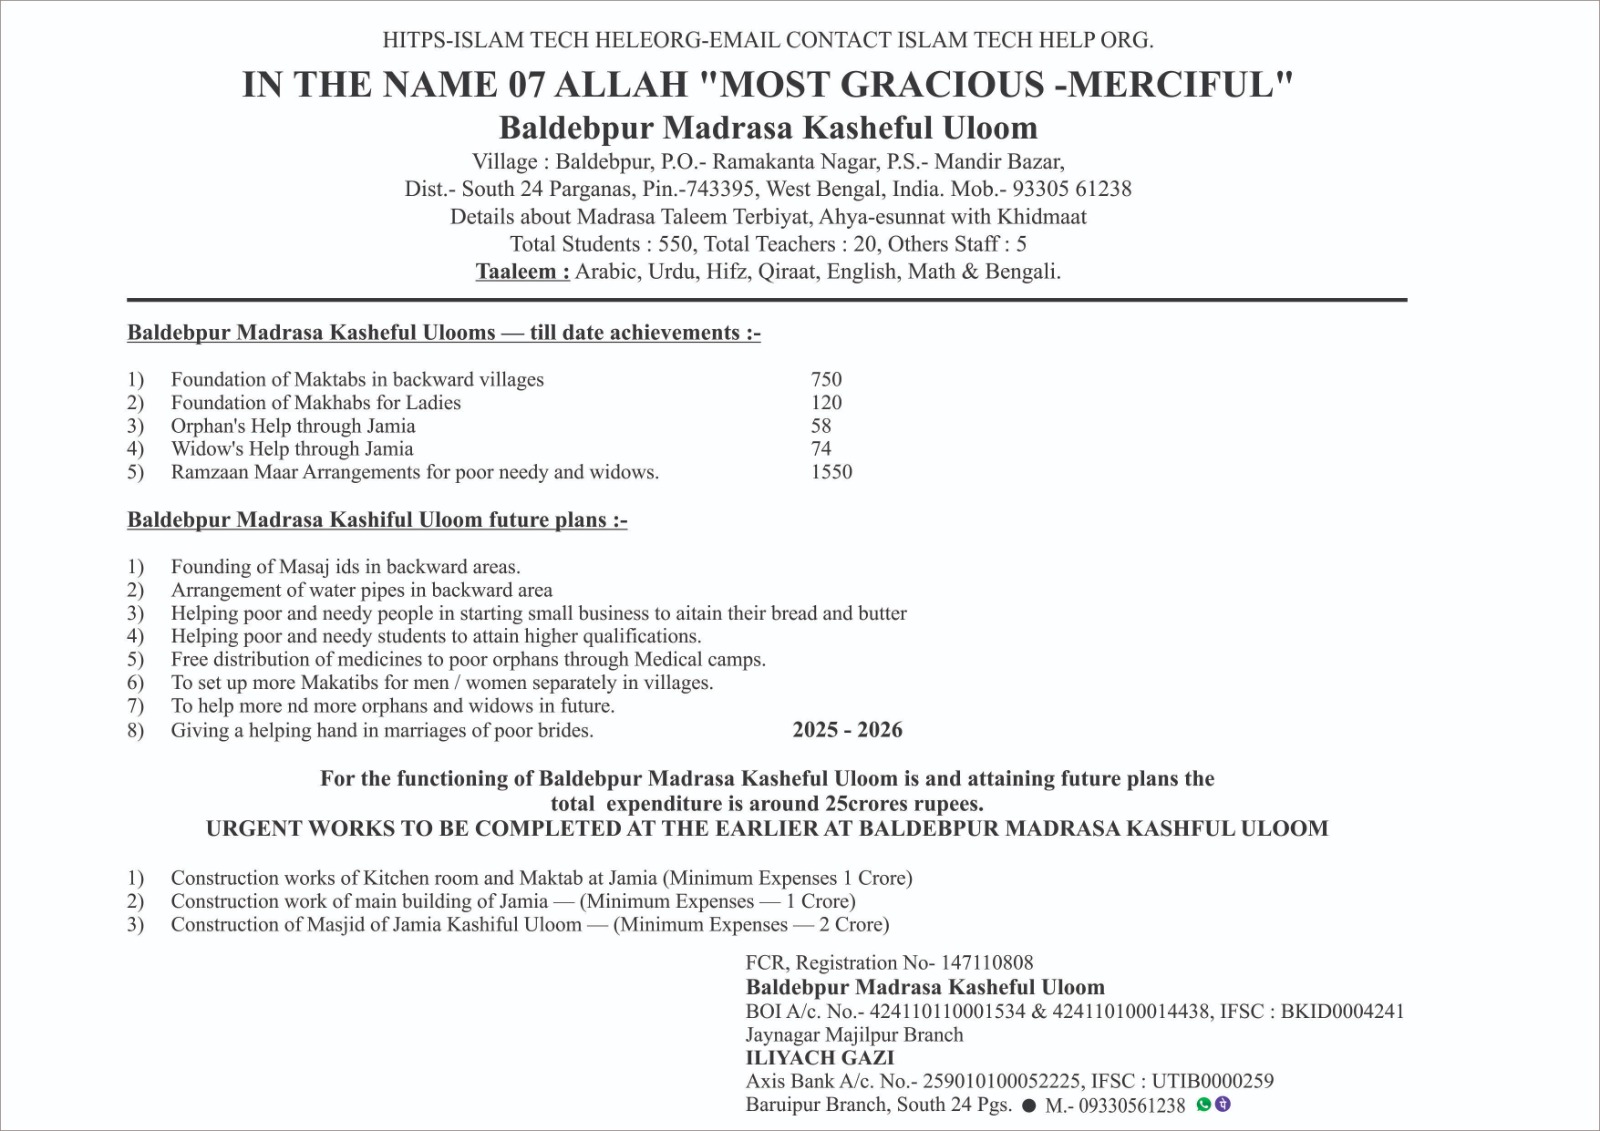 HITPS-ISLAM TECH HELEORG-EMAIL CONTACT ISLAM TECH HELP ORG.
IN THE NAME 07 ALLAH "MOST GRACIOUS -MERCIFUL"
Baldebpur Madrasa Kasheful Uloom
Village : Baldebpur, P.O.- Ramakanta Nagar, P.S.- Mandir Bazar,
Dist.- South 24 Parganas, Pin.-743395, West Bengal, India. Mob.- 93305 61238
Details about Madrasa Taleem Terbiyat, Ahya-esunnat with Khidmaat
Total Students : 550, Total Teachers : 20, Others Staff : 5
Taaleem : Arabic, Urdu, Hifz, Qiraat, English, Math & Bengali.
Baldebpur Madrasa Kasheful Ulooms — till date achievements :-
1) Foundation of Maktabs in backward villages 750
2) Foundation of Makhabs for Ladies 120
3) Orphan's Help through Jamia 58
4) Widow's Help through Jamia 74
5) Ramzaan Maar Arrangements for poor needy and widows. 1550
Baldebpur Madrasa Kashiful Uloom future plans :-
1) Founding of Masaj ids in backward areas.
2) Arrangement of water pipes in backward area
3) Helping poor and needy people in starting small business to aitain their bread and butter
4) Helping poor and needy students to attain higher qualifications.
5) Free distribution of medicines to poor orphans through Medical camps.
6) To set up more Makatibs for men / women separately in villages.
7) To help more nd more orphans and widows in future.
8) Giving a helping hand in marriages of poor brides. 2025 - 2026
For the functioning of Baldebpur Madrasa Kasheful Uloom is and attaining future plans the
total expenditure is around 25crores rupees.
URGENT WORKS TO BE COMPLETED AT THE EARLIER AT BALDEBPUR MADRASA KASHFUL ULOOM
1) Construction works of Kitchen room and Maktab at Jamia (Minimum Expenses 1 Crore)
2) Construction work of main building of Jamia — (Minimum Expenses — 1 Crore)
3) Construction of Masjid of Jamia Kashiful Uloom — (Minimum Expenses — 2 Crore)
FCR, Registration No- 147110808
Baldebpur Madrasa Kasheful Uloom
BOI A/c. No.- 424110110001534 & 424110100014438, IFSC : BKID0004241
Jaynagar Majilpur Branch
ILIYACH GAZI
Axis Bank A/c. No.- 259010100052225, IFSC : UTIB0000259
Baruipur Branch, South 24 Pgs. ● M.- 09330561238